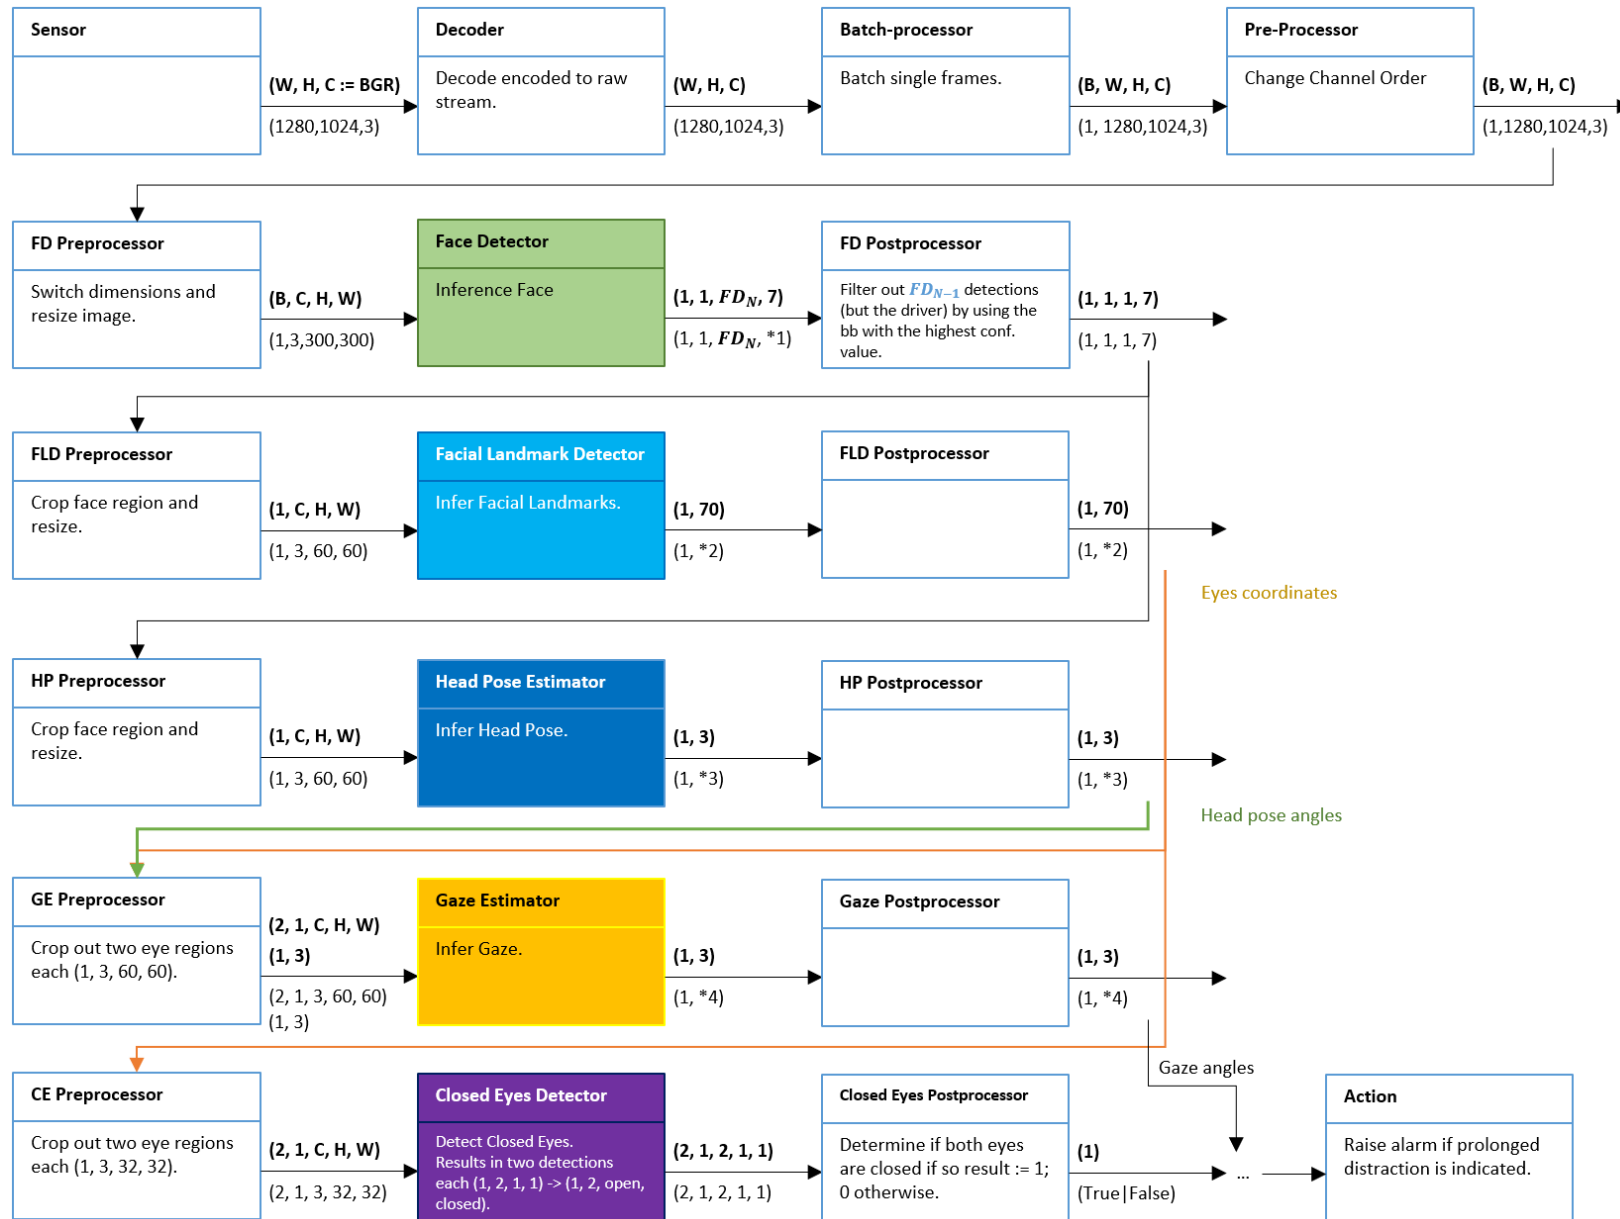 Sensor
Decoder
Decode encoded to raw
stream.
Batch-processor
Batch single frames.
Pre-Processor
Change Channel Order
(W, H, C := BGR)
(1280,1024,3)
(W, H, C)
(1280,1024,3)
(B, W, H, C)
(1, 1280,1024,3)
(B, W, H, C)
(1,1280,1024,3)
FD Preprocessor
Switch dimensions and
resize image.
(B, C, H, W)
(1,3,300,300)
Face Detector
Inference Face
(1, 1, FD_N, 7)
(1, 1, FD_N, *1)
FD Postprocessor
Filter out FD_{N-1} detections
(but the driver) by using the
bb with the highest conf.
value.
(1, 1, 1, 7)
(1, 1, 1, 7)
FLD Preprocessor
Crop face region and
resize.
(1, C, H, W)
(1, 3, 60, 60)
Facial Landmark Detector
Infer Facial Landmarks.
(1, 70)
(1, *2)
FLD Postprocessor
(1, 70)
(1, *2)
Eyes coordinates
HP Preprocessor
Crop face region and
resize.
(1, C, H, W)
(1, 3, 60, 60)
Head Pose Estimator
Infer Head Pose.
(1, 3)
(1, *3)
HP Postprocessor
(1, 3)
(1, *3)
Head pose angles
GE Preprocessor
Crop out two eye regions
each (1, 3, 60, 60).
(2, 1, C, H, W)
(1, 3)
(2, 1, 3, 60, 60)
(1, 3)
Gaze Estimator
Infer Gaze.
(1, 3)
(1, *4)
Gaze Postprocessor
(1, 3)
(1, *4)
Gaze angles
CE Preprocessor
Crop out two eye regions
each (1, 3, 32, 32).
(2, 1, C, H, W)
(2, 1, 3, 32, 32)
Closed Eyes Detector
Detect Closed Eyes.
Results in two detections
each (1, 2, 1, 1) -> (1, 2, open,
closed).
(2, 1, 2, 1, 1)
(2, 1, 2, 1, 1)
Closed Eyes Postprocessor
Determine if both eyes
are closed if so result := 1;
0 otherwise.
(1)
(True|False)
...
Action
Raise alarm if prolonged
distraction is indicated.